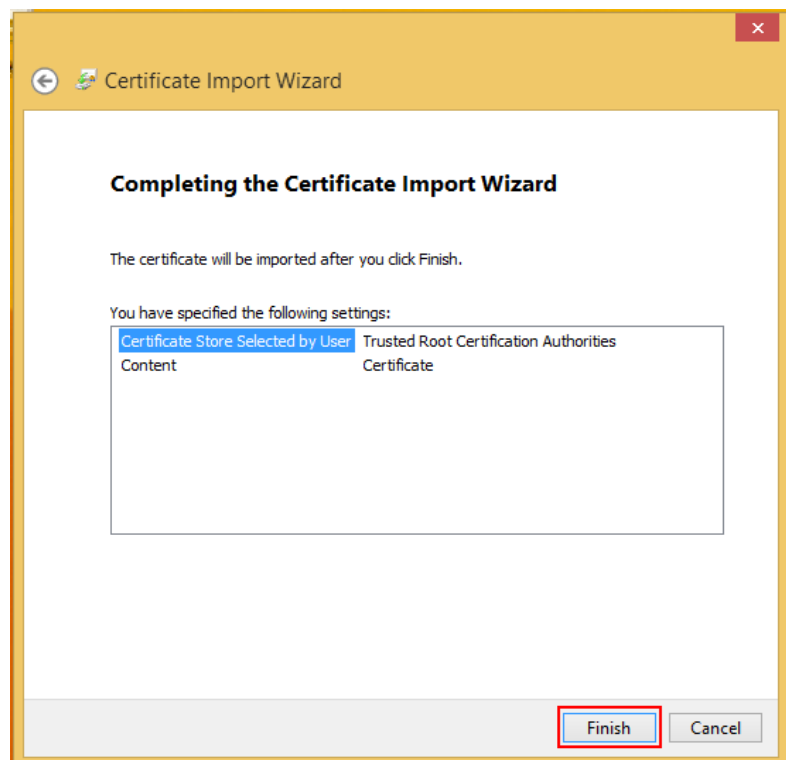 Certificate Import Wizard
Completing the Certificate Import Wizard
The certificate will be imported after you click Finish.
You have specified the following settings:
Certificate Store Selected by User Trusted Root Certification Authorities
Content Certificate
Finish Cancel